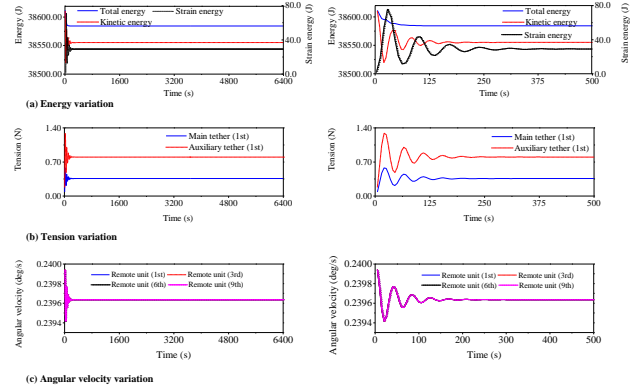 Energy (J)
38600
38550
38500
Total energy
Strain energy
Kinetic energy
80.0
40.0
0.0
Strain energy (J)
0
1600
3200
4800
6400
Time (s)
Energy (J)
38600
38550
38500
Total energy
Kinetic energy
Strain energy
80.0
40.0
0.0
Strain energy (J)
0
125
250
375
500
Time (s)
(a) Energy variation
Tension (N)
1.40
0.70
0.00
Main tether (1st)
Auxiliary tether (1st)
0
1600
3200
4800
6400
Time (s)
Tension (N)
1.40
0.70
0.00
Main tether (1st)
Auxiliary tether (1st)
0
125
250
375
500
Time (s)
(b) Tension variation
Angular velocity (deg/s)
0.2400
0.2398
0.2396
0.2394
Remote unit (1st)
Remote unit (3rd)
Remote unit (6th)
Remote unit (9th)
0
1600
3200
4800
6400
Time (s)
Angular velocity (deg/s)
0.2400
0.2398
0.2396
0.2394
Remote unit (1st)
Remote unit (3rd)
Remote unit (6th)
Remote unit (9th)
0
100
200
300
400
500
Time (s)
(c) Angular velocity variation